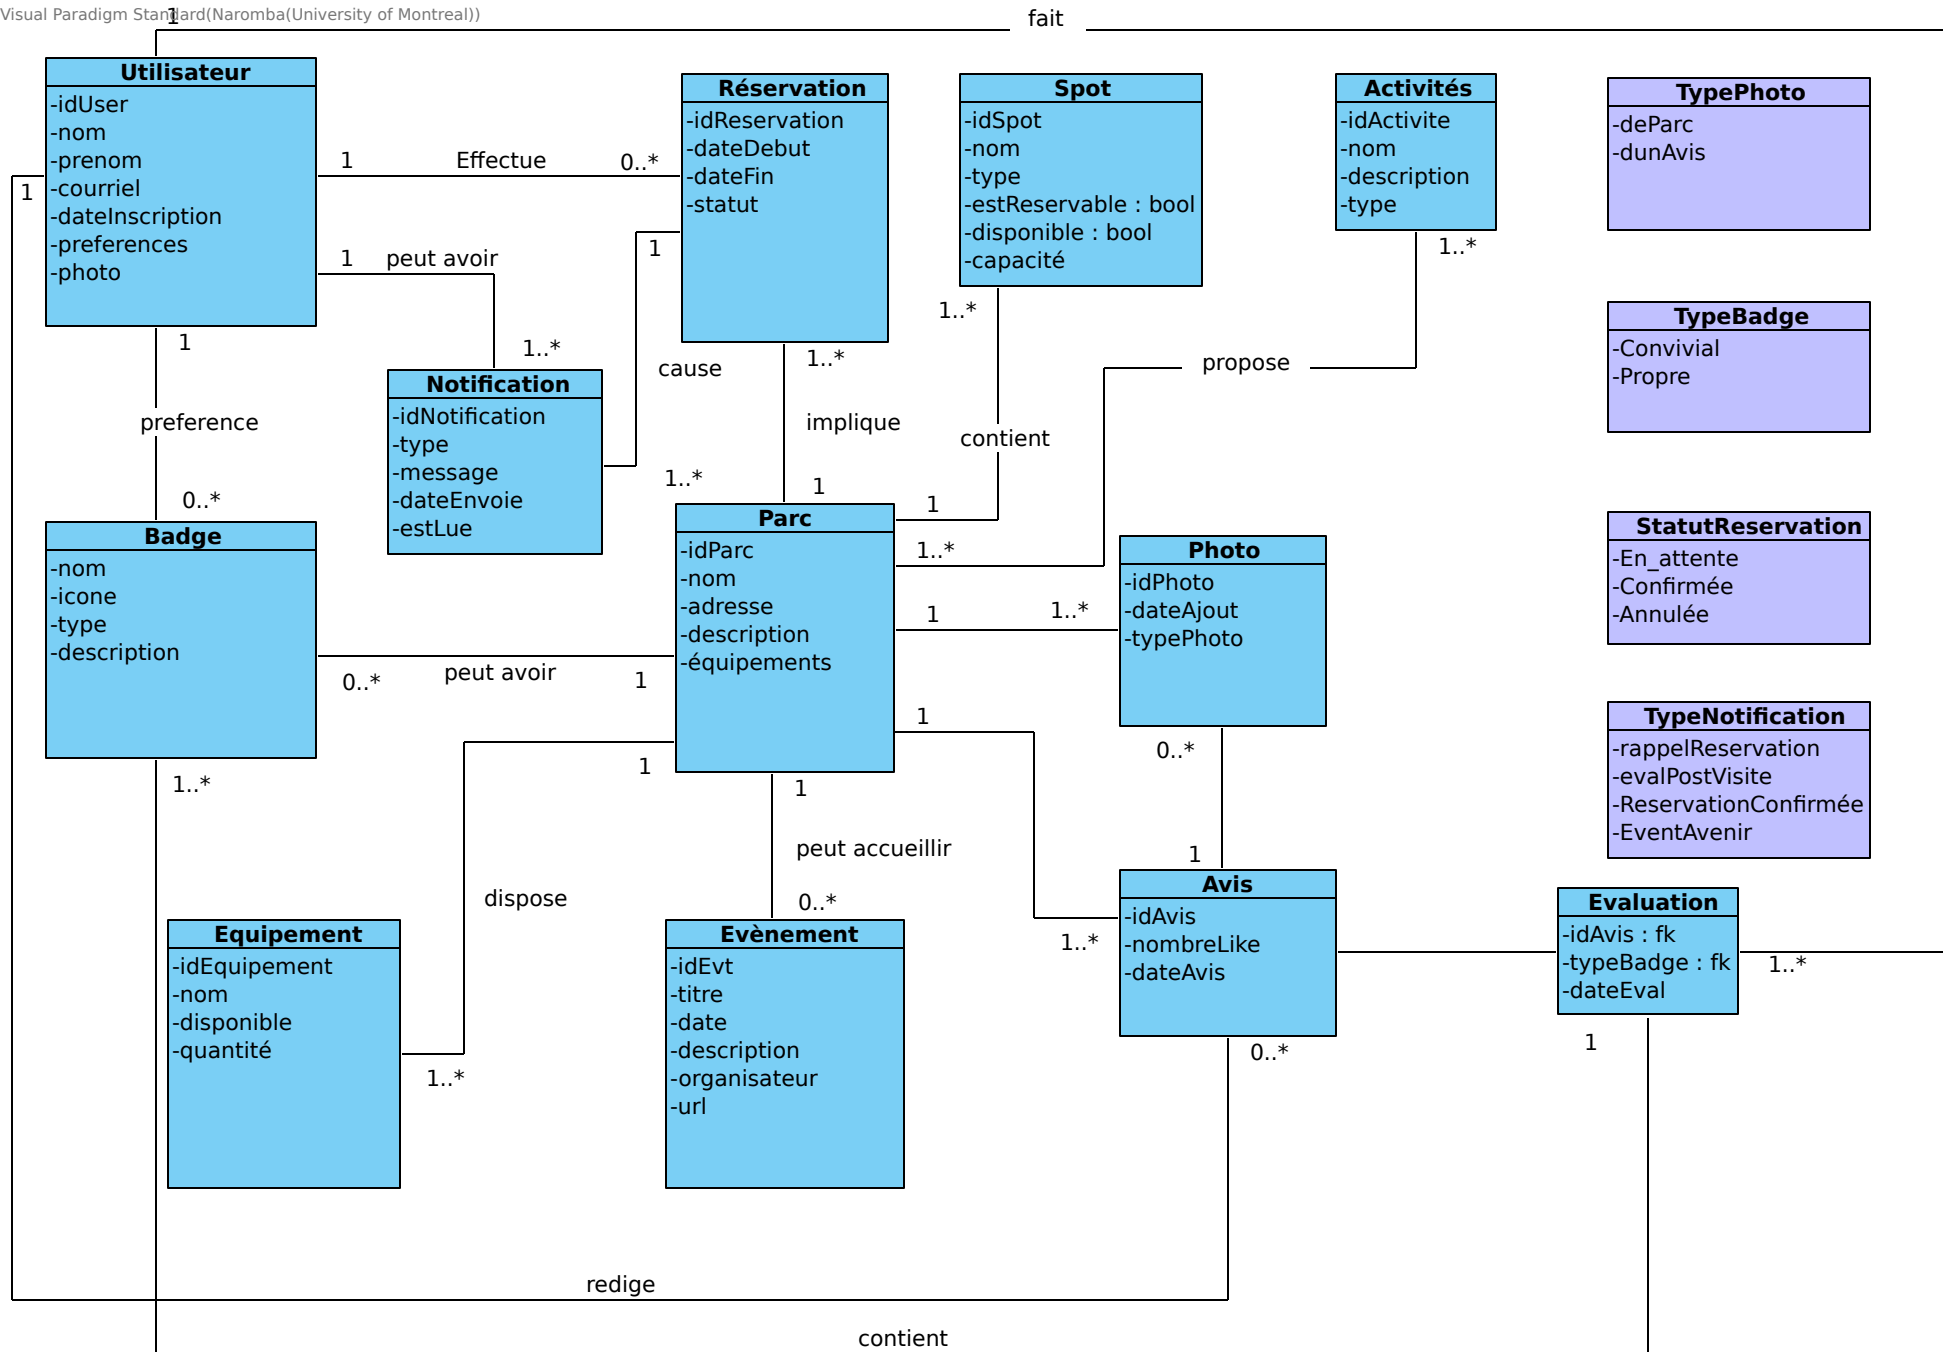 Visual Paradigm Standard(Naromba(University of Montreal))
1
fait
Utilisateur
-idUser
-nom
-prenom
-courriel
-dateInscription
-preferences
-photo
1
1
Effectue
0..*
1
peut avoir
1..*
1
preference
0..*
Réservation
-idReservation
-dateDebut
-dateFin
-statut
1
cause
1..*
1..*
implique
1
Spot
-idSpot
-nom
-type
-estReservable : bool
-disponible : bool
-capacité
1..*
contient
1
Activités
-idActivite
-nom
-description
-type
1..*
propose
1..*
TypePhoto
-deParc
-dunAvis
TypeBadge
-Convivial
-Propre
StatutReservation
-En_attente
-Confirmée
-Annulée
TypeNotification
-rappelReservation
-evalPostVisite
-ReservationConfirmée
-EventAvenir
Notification
-idNotification
-type
-message
-dateEnvoie
-estLue
Badge
-nom
-icone
-type
-description
0..*
peut avoir
1
1..*
Parc
-idParc
-nom
-adresse
-description
-équipements
1
1..*
Photo
-idPhoto
-dateAjout
-typePhoto
0..*
1
1
1..*
1
dispose
1..*
1
peut accueillir
0..*
Equipement
-idEquipement
-nom
-disponible
-quantité
Evènement
-idEvt
-titre
-date
-description
-organisateur
-url
Avis
-idAvis
-nombreLike
-dateAvis
0..*
Evaluation
-idAvis : fk
-typeBadge : fk
-dateEval
1..*
1
redige
contient